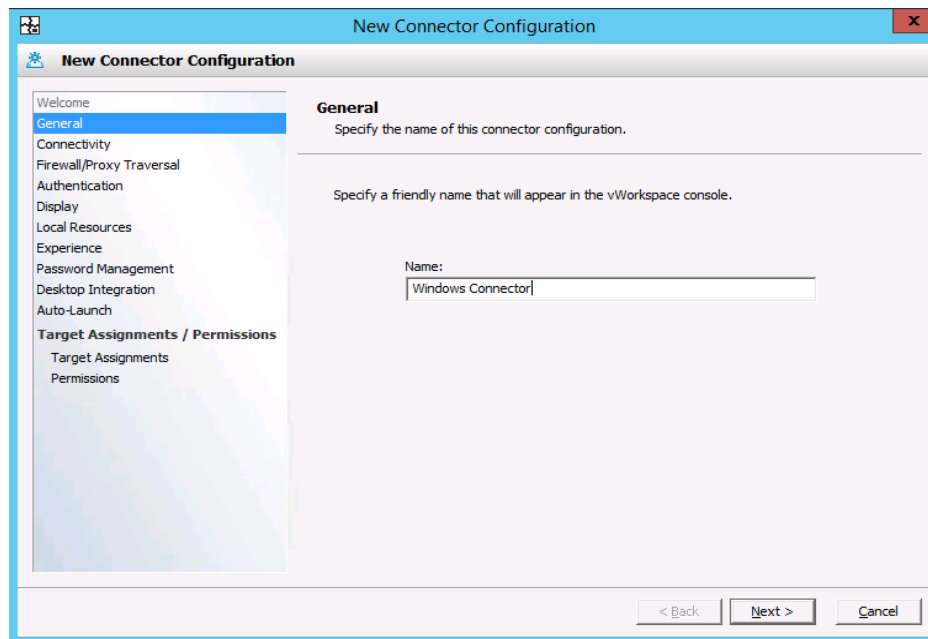 New Connector Configuration
x
New Connector Configuration
Welcome
General
Connectivity
Firewall/Proxy Traversal
Authentication
Display
Local Resources
Experience
Password Management
Desktop Integration
Auto-Launch
Target Assignments / Permissions
Target Assignments
Permissions
General
Specify the name of this connector configuration.
Specify a friendly name that will appear in the vWorkspace console.
Name:
Windows Connector
< Back
Next >
Cancel